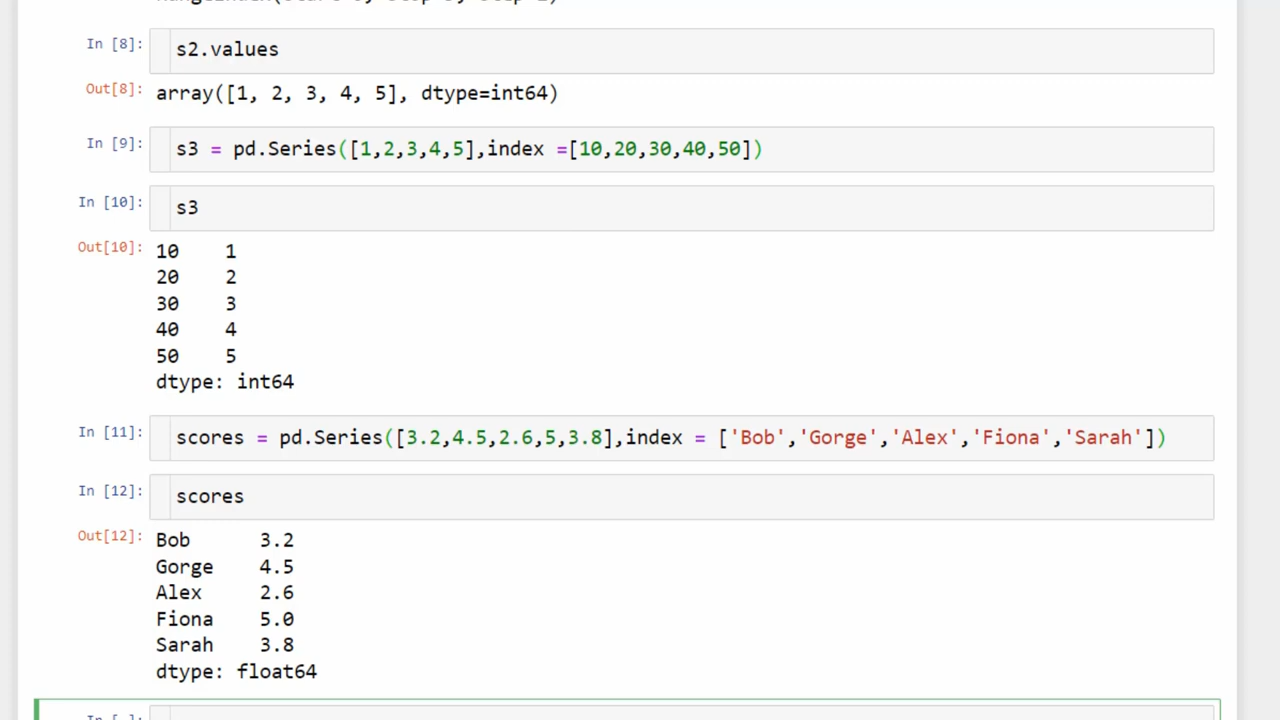 In [8]: s2.values
Out[8]: array([1, 2, 3, 4, 5], dtype=int64)
In [9]: s3 = pd.Series([1,2,3,4,5],index =[10,20,30,40,50])
In [10]: s3
Out[10]: 10    1
20    2
30    3
40    4
50    5
dtype: int64
In [11]: scores = pd.Series([3.2,4.5,2.6,5,3.8],index = ['Bob','Gorge','Alex','Fiona','Sarah'])
In [12]: scores
Out[12]: Bob      3.2
Gorge    4.5
Alex     2.6
Fiona    5.0
Sarah    3.8
dtype: float64